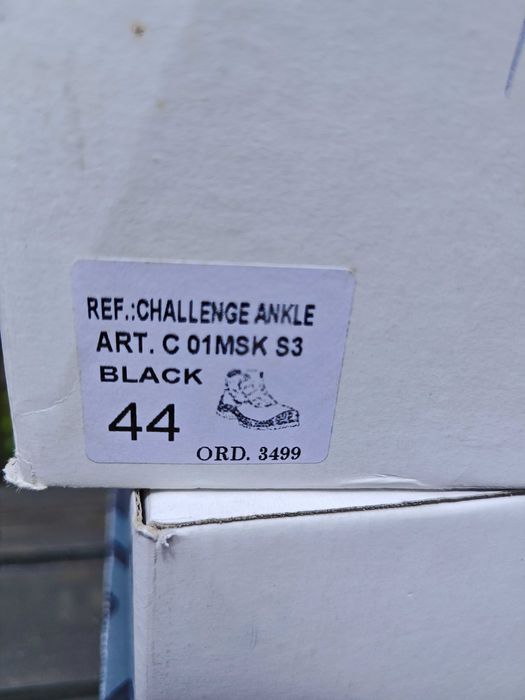 REF.:CHALLENGE ANKLE
ART. C 01MSK S3
BLACK
44
ORD. 3499